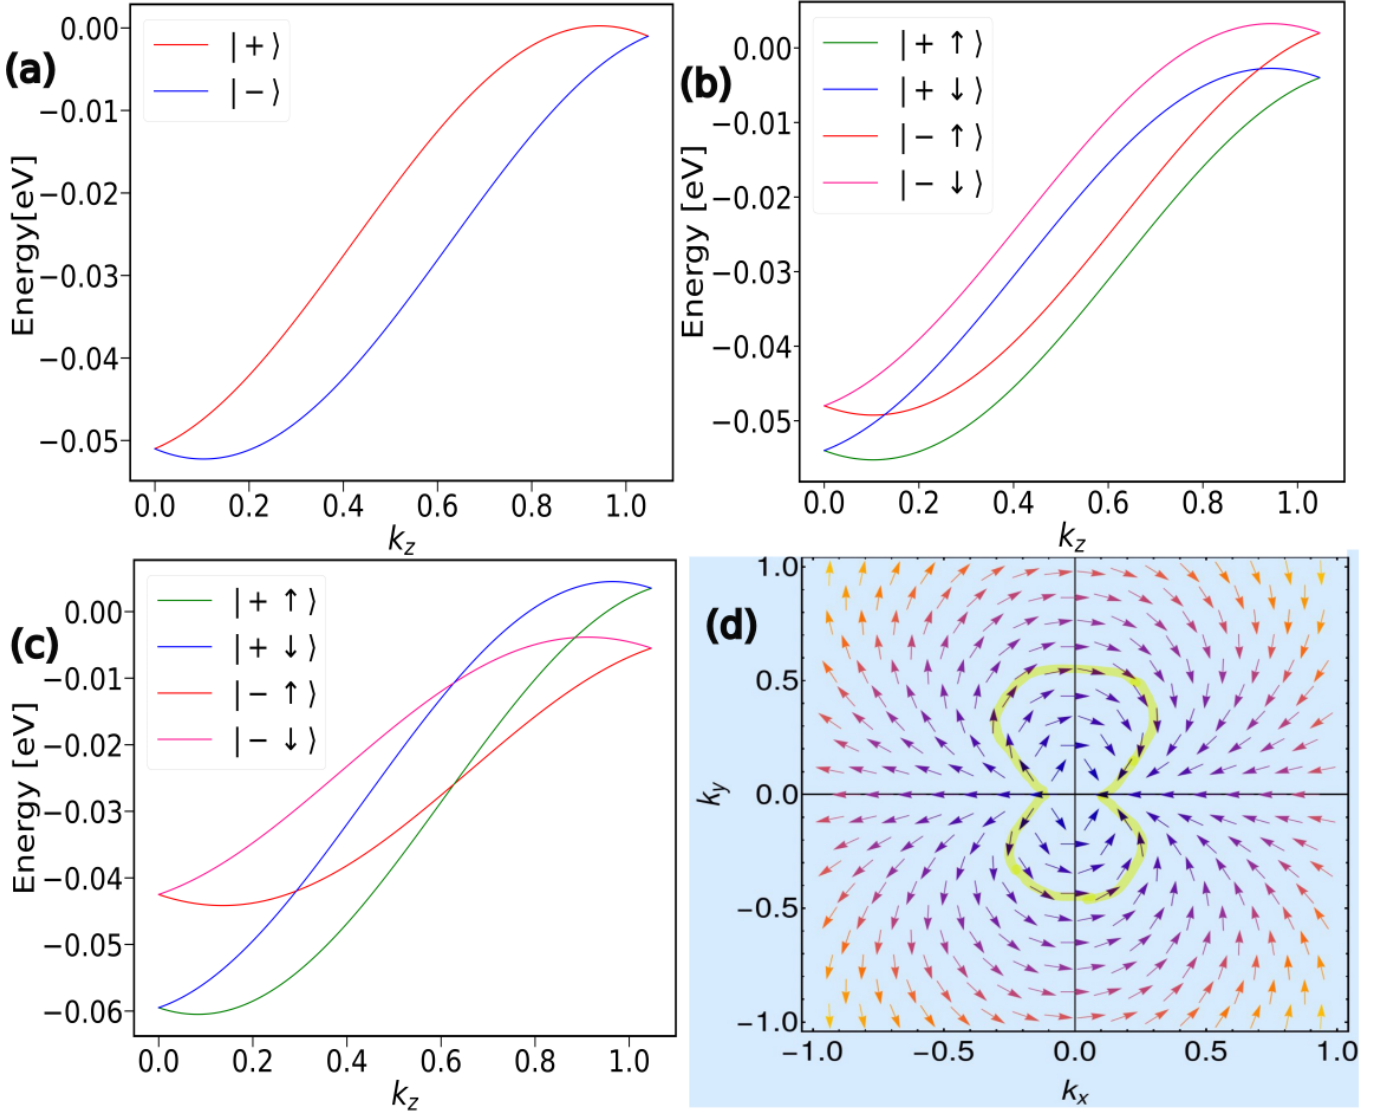 (a)
| + ⟩
| − ⟩
0.00
−0.01
−0.02
−0.03
−0.04
−0.05
Energy[eV]
0.0 0.2 0.4 0.6 0.8 1.0
k_z
(b)
| + ↑ ⟩
| + ↓ ⟩
| − ↑ ⟩
| − ↓ ⟩
0.00
−0.01
−0.02
−0.03
−0.04
−0.05
Energy [eV]
0.0 0.2 0.4 0.6 0.8 1.0
k_z
(c)
| + ↑ ⟩
| + ↓ ⟩
| − ↑ ⟩
| − ↓ ⟩
0.00
−0.01
−0.02
−0.03
−0.04
−0.05
−0.06
Energy [eV]
0.0 0.2 0.4 0.6 0.8 1.0
k_z
(d)
1.0
0.5
0.0
−0.5
−1.0
k_y
−1.0 −0.5 0.0 0.5 1.0
k_x